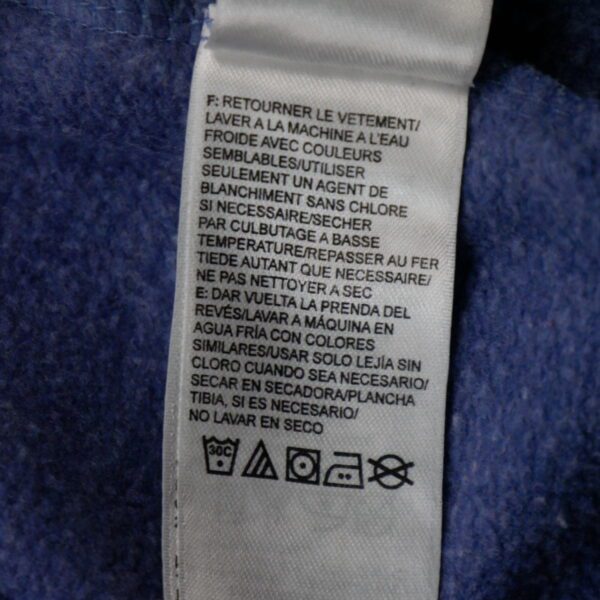 F: RETOURNER LE VETEMENT/
LAVER A LA MACHINE A L'EAU
FROIDE AVEC COULEURS
SEMBLABLES/UTILISER
SEULEMENT UN AGENT DE
BLANCHIMENT SANS CHLORE
SI NECESSAIRE/SECHER
PAR CULBUTAGE A BASSE
TEMPERATURE/REPASSER AU FER
TIEDE AUTANT QUE NECESSAIRE/
NE PAS NETTOYER A SEC
E: DAR VUELTA LA PRENDA DEL
REVÉS/LAVAR A MÁQUINA EN
AGUA FRÍA CON COLORES
SIMILARES/USAR SOLO LEJÍA SIN
CLORO CUANDO SEA NECESARIO/
SECAR EN SECADORA/PLANCHA
TIBIA, SI ES NECESARIO/
NO LAVAR EN SECO
30C